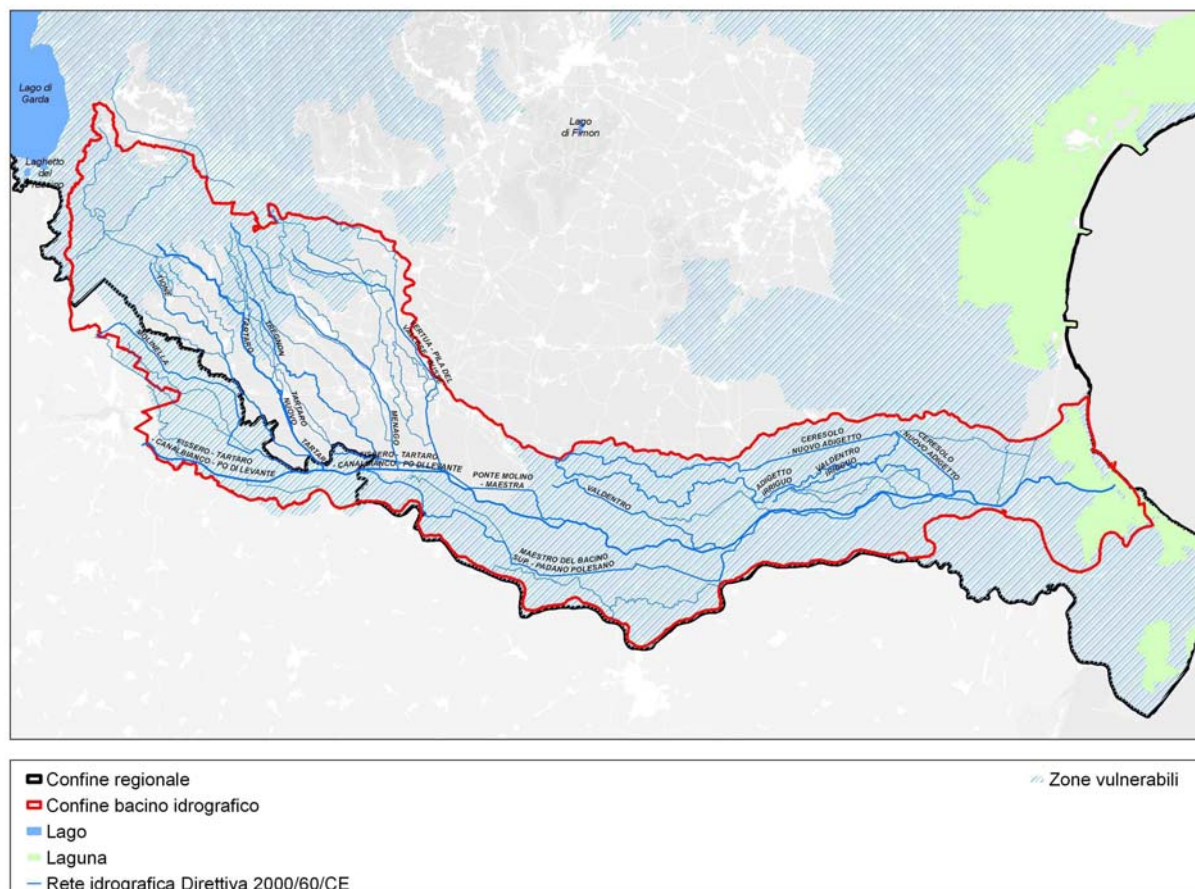 Lago di
Garda
Laghetto
del
Lago
di Fimon
TIONE
MOLINELLA
TARTARO
TREGNON
TARTARO
NUOVO
TARTARO
MENAGO
FISSERO - TARTARO
- CANALBIANCO - PO DI LEVANTE
FISSERO - TARTARO
- CANALBIANCO - PO DI LEVANTE
PONTE MOLINO
- MAESTRA
VALDENTRO
CERESOLO
- NUOVO ADIGETTO
ADIGETTO
IRRIGUO
VALDENTRO
IRRIGUO
CERESOLO
NUOVO ADIGETTO
MAESTRO DEL BACINO
SUP. - PADANO POLESANO
Confine regionale
Confine bacino idrografico
Lago
Laguna
Rete idrografica Direttiva 2000/60/CE
Zone vulnerabili